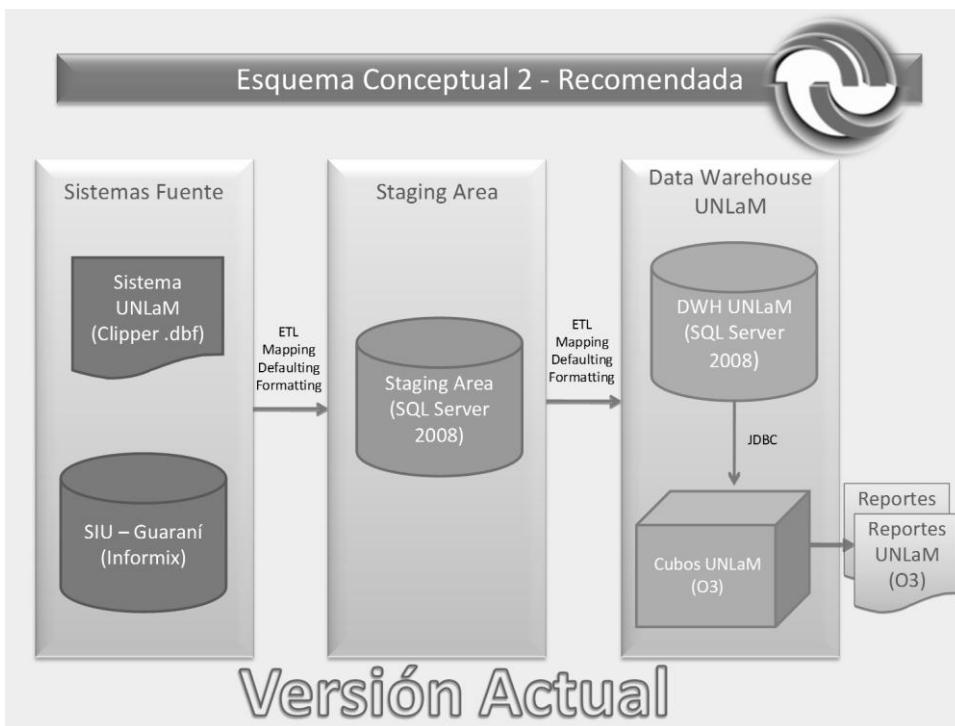 Esquema Conceptual 2 - Recomendada
Sistemas Fuente
Sistema
UNLaM
(Clipper .dbf)
SIU – Guaraní
(Informix)
ETL
Mapping
Defaulting
Formatting
Staging Area
Staging Area
(SQL Server
2008)
ETL
Mapping
Defaulting
Formatting
Data Warehouse
UNLaM
DWH UNLaM
(SQL Server
2008)
JDBC
Cubos UNLaM
(O3)
Reportes
Reportes
UNLaM
(O3)
Versión Actual